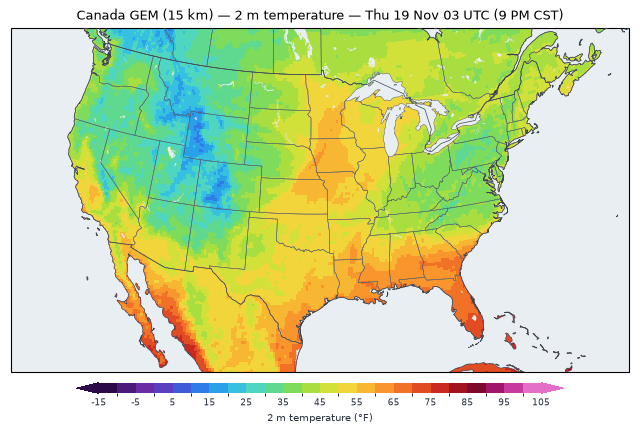 Canada GEM (15 km) — 2 m temperature — Thu 19 Nov 03 UTC (9 PM CST)
-15 -5 5 15 25 35 45 55 65 75 85 95 105
2 m temperature (°F)